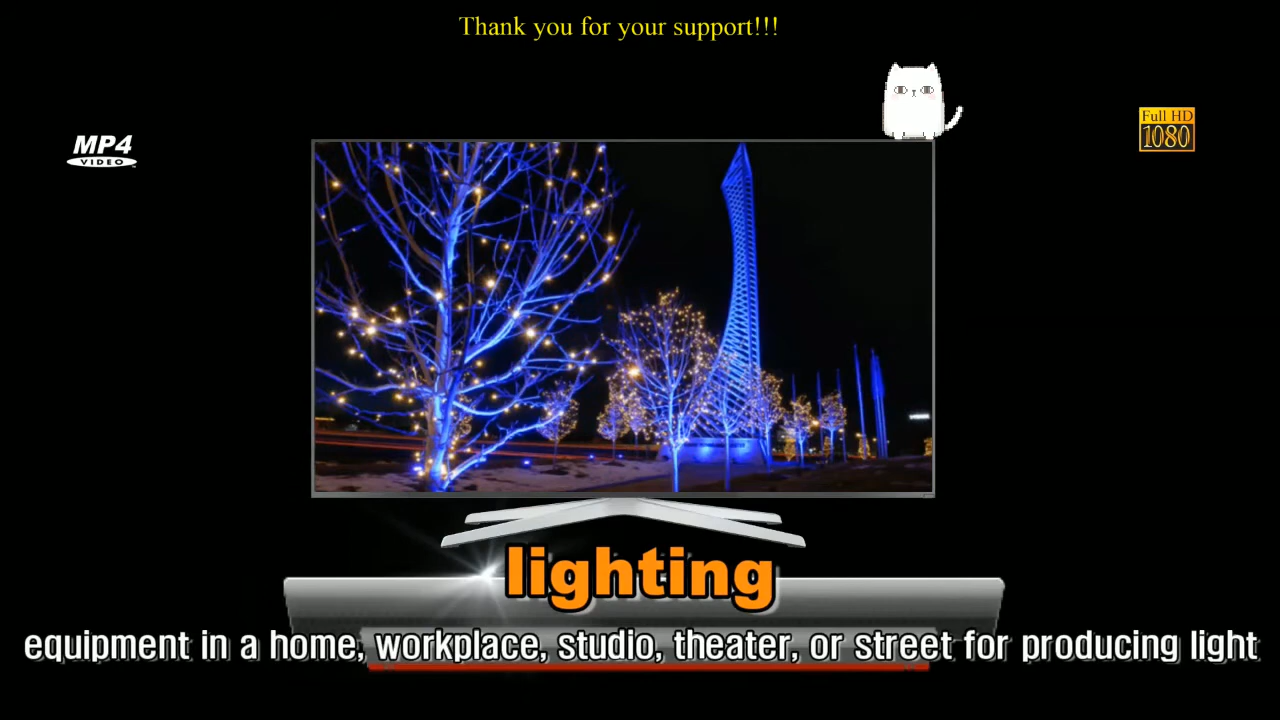 Thank you for your support!!!
MP4
VIDEO
Full HD
1080
lighting
equipment in a home, workplace, studio, theater, or street for producing light